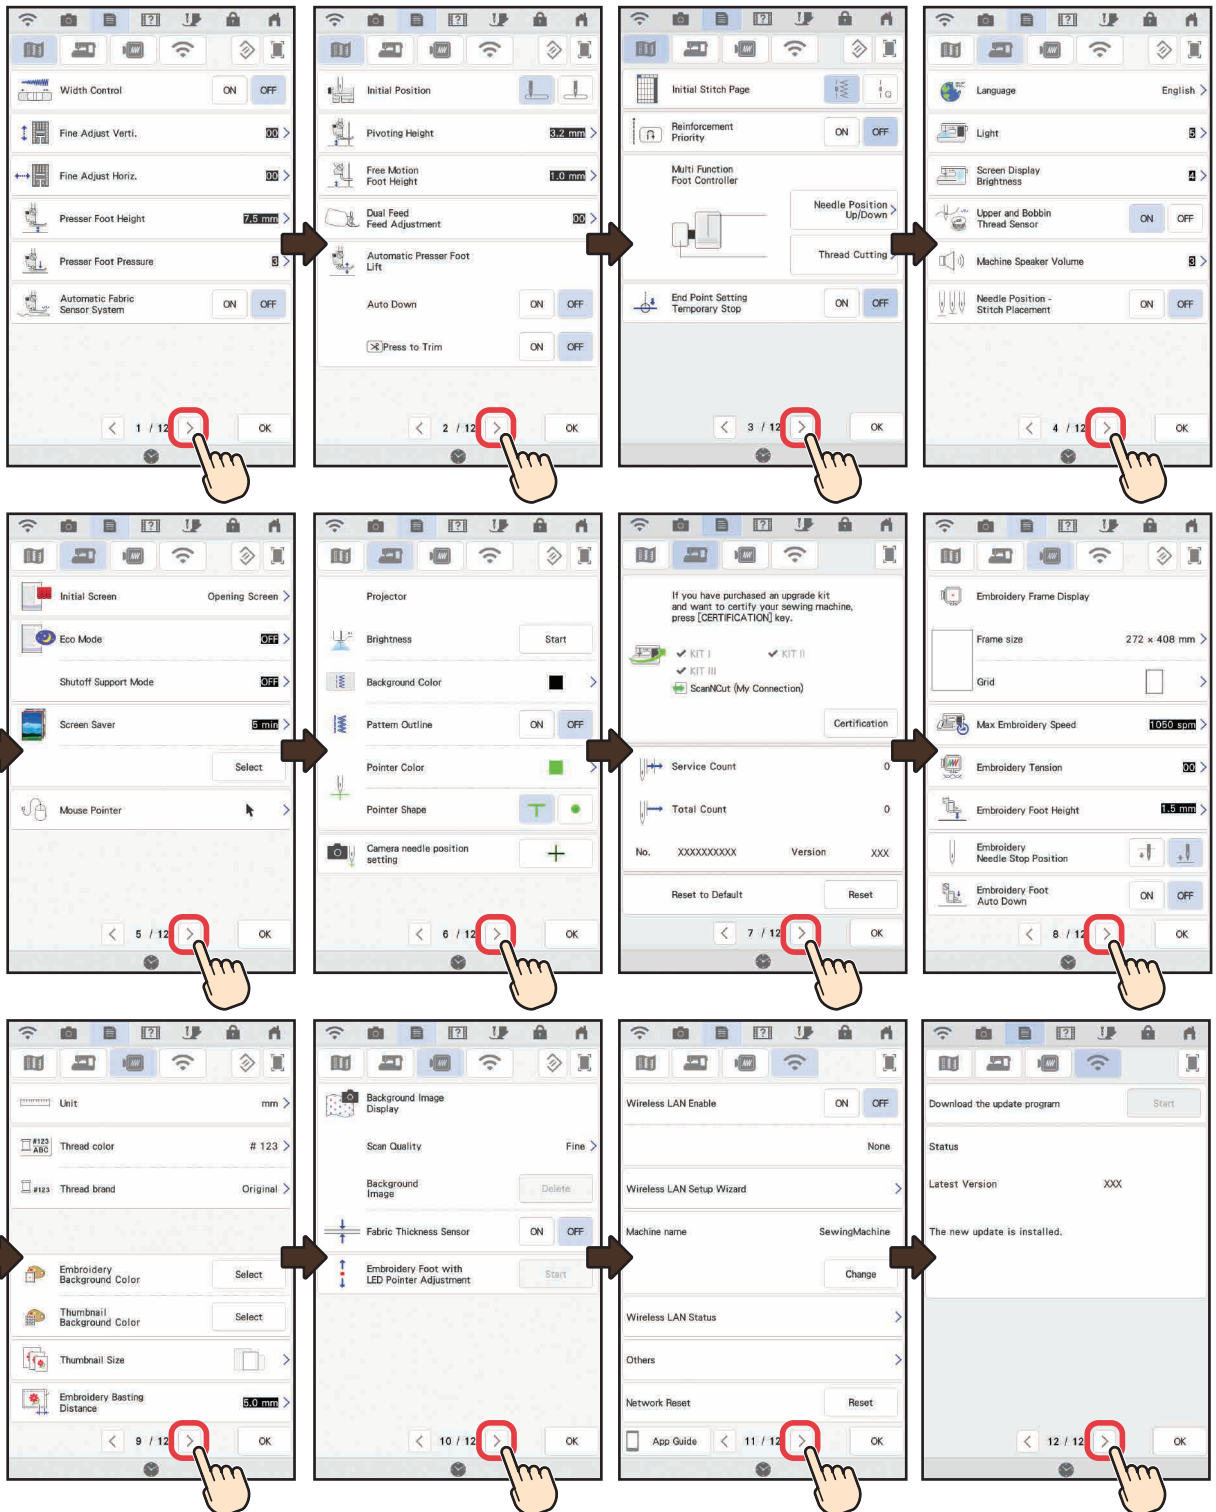 Width Control ON OFF
Fine Adjust Verti. 00
Fine Adjust Horiz. 00
Presser Foot Height 7.5 mm
Presser Foot Pressure 3
Automatic Fabric
Sensor System ON OFF
1 / 12 OK
Initial Position
Pivoting Height 3.2 mm
Free Motion
Foot Height 1.0 mm
Dual Feed
Feed Adjustment 00
Automatic Presser Foot
Lift
Auto Down ON OFF
Press to Trim ON OFF
2 / 12 OK
Initial Stitch Page Q
Reinforcement
Priority ON OFF
Multi Function
Foot Controller
Needle Position
Up/Down
Thread Cutting
End Point Setting
Temporary Stop ON OFF
3 / 12 OK
Language English
Light 5
Screen Display
Brightness 4
Upper and Bobbin
Thread Sensor ON OFF
Machine Speaker Volume 3
Needle Position -
Stitch Placement ON OFF
4 / 12 OK
Initial Screen Opening Screen
Eco Mode OFF
Shutoff Support Mode OFF
Screen Saver 5 min
Select
Mouse Pointer
5 / 12 OK
Projector
Brightness Start
Background Color
Pattern Outline ON OFF
Pointer Color
Pointer Shape
Camera needle position
setting
6 / 12 OK
If you have purchased an upgrade kit
and want to certify your sewing machine,
press [CERTIFICATION] key.
KIT I KIT II
KIT III
ScanNCut (My Connection)
Certification
Service Count 0
Total Count 0
No. XXXXXXXXXX Version XXX
Reset to Default Reset
7 / 12 OK
Embroidery Frame Display
Frame size 272 × 408 mm
Grid
Max Embroidery Speed 1050 spm
Embroidery Tension 00
Embroidery Foot Height 1.5 mm
Embroidery
Needle Stop Position
Embroidery Foot
Auto Down ON OFF
8 / 12 OK
Unit mm
#123
ABC Thread color # 123
#123 Thread brand Original
Embroidery
Background Color Select
Thumbnail
Background Color Select
Thumbnail Size
Embroidery Basting
Distance 5.0 mm
9 / 12 OK
Background Image
Display
Scan Quality Fine
Background
Image Delete
Fabric Thickness Sensor ON OFF
Embroidery Foot with
LED Pointer Adjustment Start
10 / 12 OK
Wireless LAN Enable ON OFF
None
Wireless LAN Setup Wizard
Machine name SewingMachine
Change
Wireless LAN Status
Others
Network Reset Reset
App Guide 11 / 12 OK
Download the update program Start
Status
Latest Version XXX
The new update is installed.
12 / 12 OK